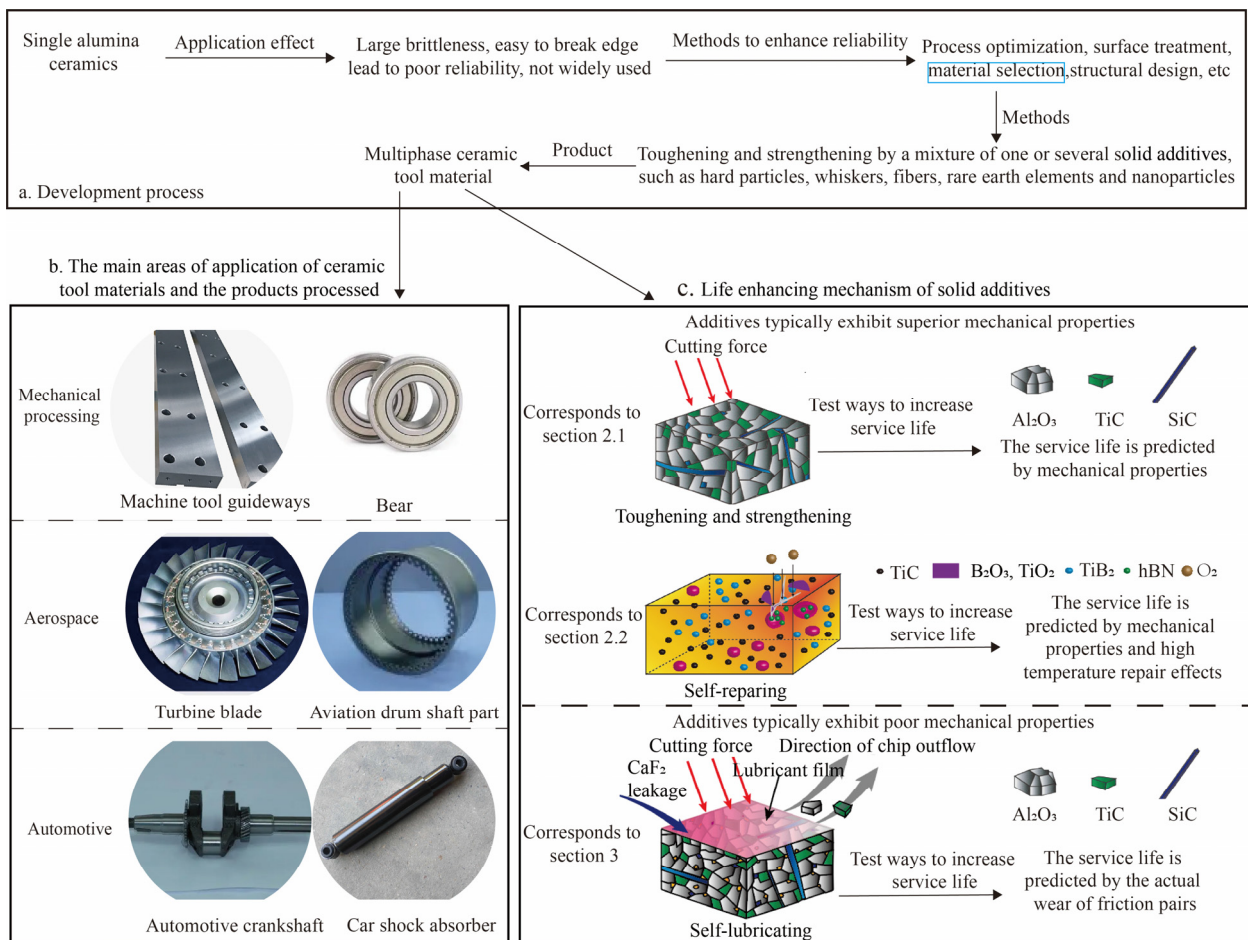 Single alumina
ceramics
Application effect
Large brittleness, easy to break edge
lead to poor reliability, not widely used
Methods to enhance reliability
Process optimization, surface treatment,
material selection,structural design, etc
Methods
Toughening and strengthening by a mixture of one or several solid additives,
such as hard particles, whiskers, fibers, rare earth elements and nanoparticles
Product
Multiphase ceramic
tool material
a. Development process
b. The main areas of application of ceramic
tool materials and the products processed
Mechanical
processing
Machine tool guideways
Bear
Aerospace
Turbine blade
Aviation drum shaft part
Automotive
Automotive crankshaft
Car shock absorber
c. Life enhancing mechanism of solid additives
Additives typically exhibit superior mechanical properties
Cutting force
Corresponds to
section 2.1
Toughening and strengthening
Test ways to increase
service life
Al₂O₃
TiC
SiC
The service life is predicted
by mechanical properties
TiC
B₂O₃, TiO₂
TiB₂
hBN
O₂
Corresponds to
section 2.2
Self-reparing
Test ways to increase
service life
The service life is
predicted by mechanical
properties and high
temperature repair effects
Additives typically exhibit poor mechanical properties
Cutting force
Direction of chip outflow
CaF₂
leakage
Lubricant film
Corresponds to
section 3
Self-lubricating
Test ways to increase
service life
Al₂O₃
TiC
SiC
The service life is
predicted by the actual
wear of friction pairs